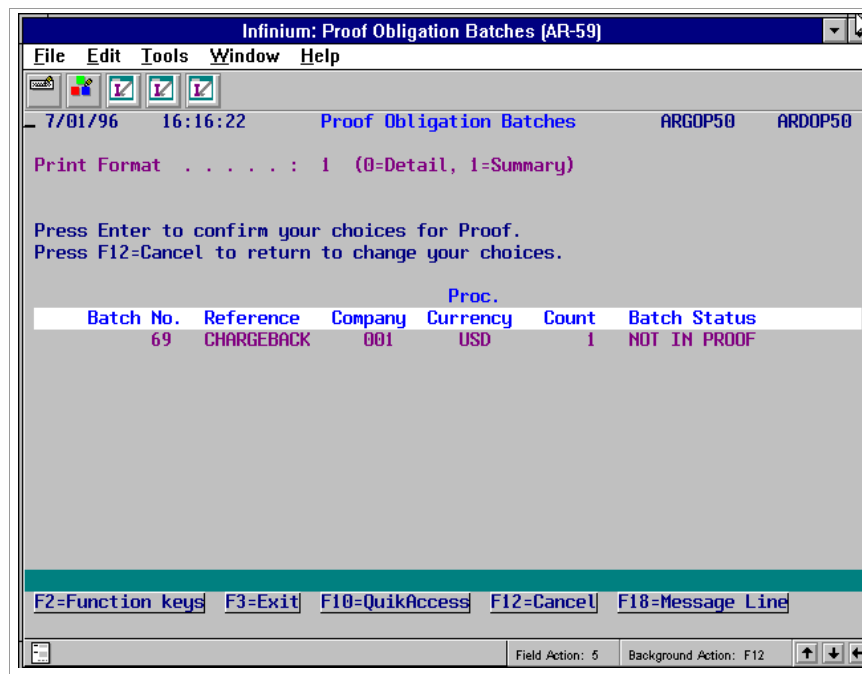 Infinium: Proof Obligation Batches (AR-59)
File Edit Tools Window Help
7/01/96 16:16:22 Proof Obligation Batches ARGOP50 ARDOP50
Print Format . . . . . : 1 (0=Detail, 1=Summary)
Press Enter to confirm your choices for Proof.
Press F12=Cancel to return to change your choices.
Proc.
Batch No. Reference Company Currency Count Batch Status
69 CHARGEBACK 001 USD 1 NOT IN PROOF
F2=Function keys F3=Exit F10=QuikAccess F12=Cancel F18=Message Line
Field Action: 5 Background Action: F12